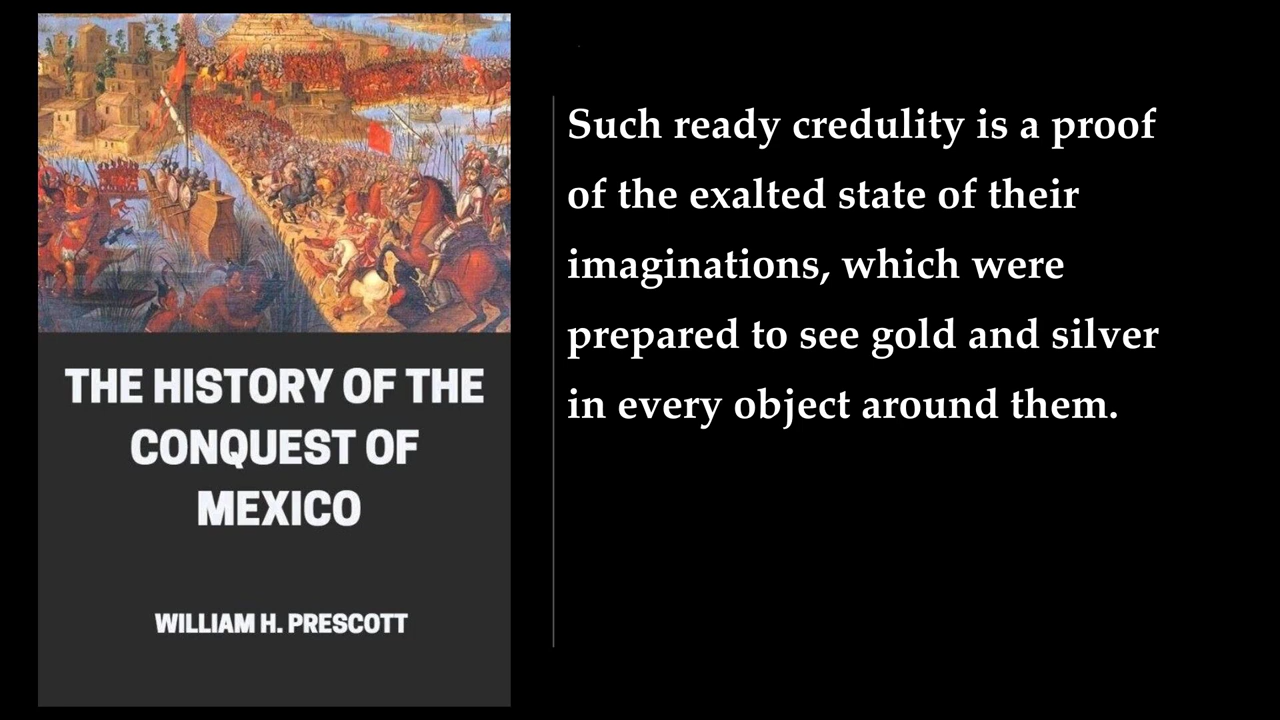 THE HISTORY OF THE
CONQUEST OF
MEXICO
WILLIAM H. PRESCOTT
Such ready credulity is a proof
of the exalted state of their
imaginations, which were
prepared to see gold and silver
in every object around them.